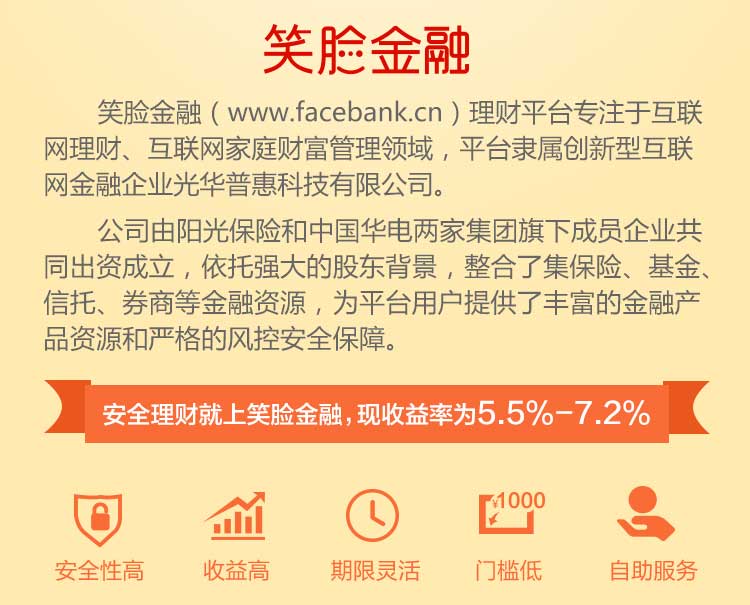 笑脸金融
笑脸金融（www.facebank.cn）理财平台专注于互联
网理财、互联网家庭财富管理领域，平台隶属创新型互联
网金融企业光华普惠科技有限公司。
公司由阳光保险和中国华电两家集团旗下成员企业共
同出资成立，依托强大的股东背景，整合了集保险、基金、
信托、券商等金融资源，为平台用户提供了丰富的金融产
品资源和严格的风控安全保障。
安全理财就上笑脸金融，现收益率为5.5%-7.2%
¥1000
安全性高 收益高 期限灵活 门槛低 自助服务